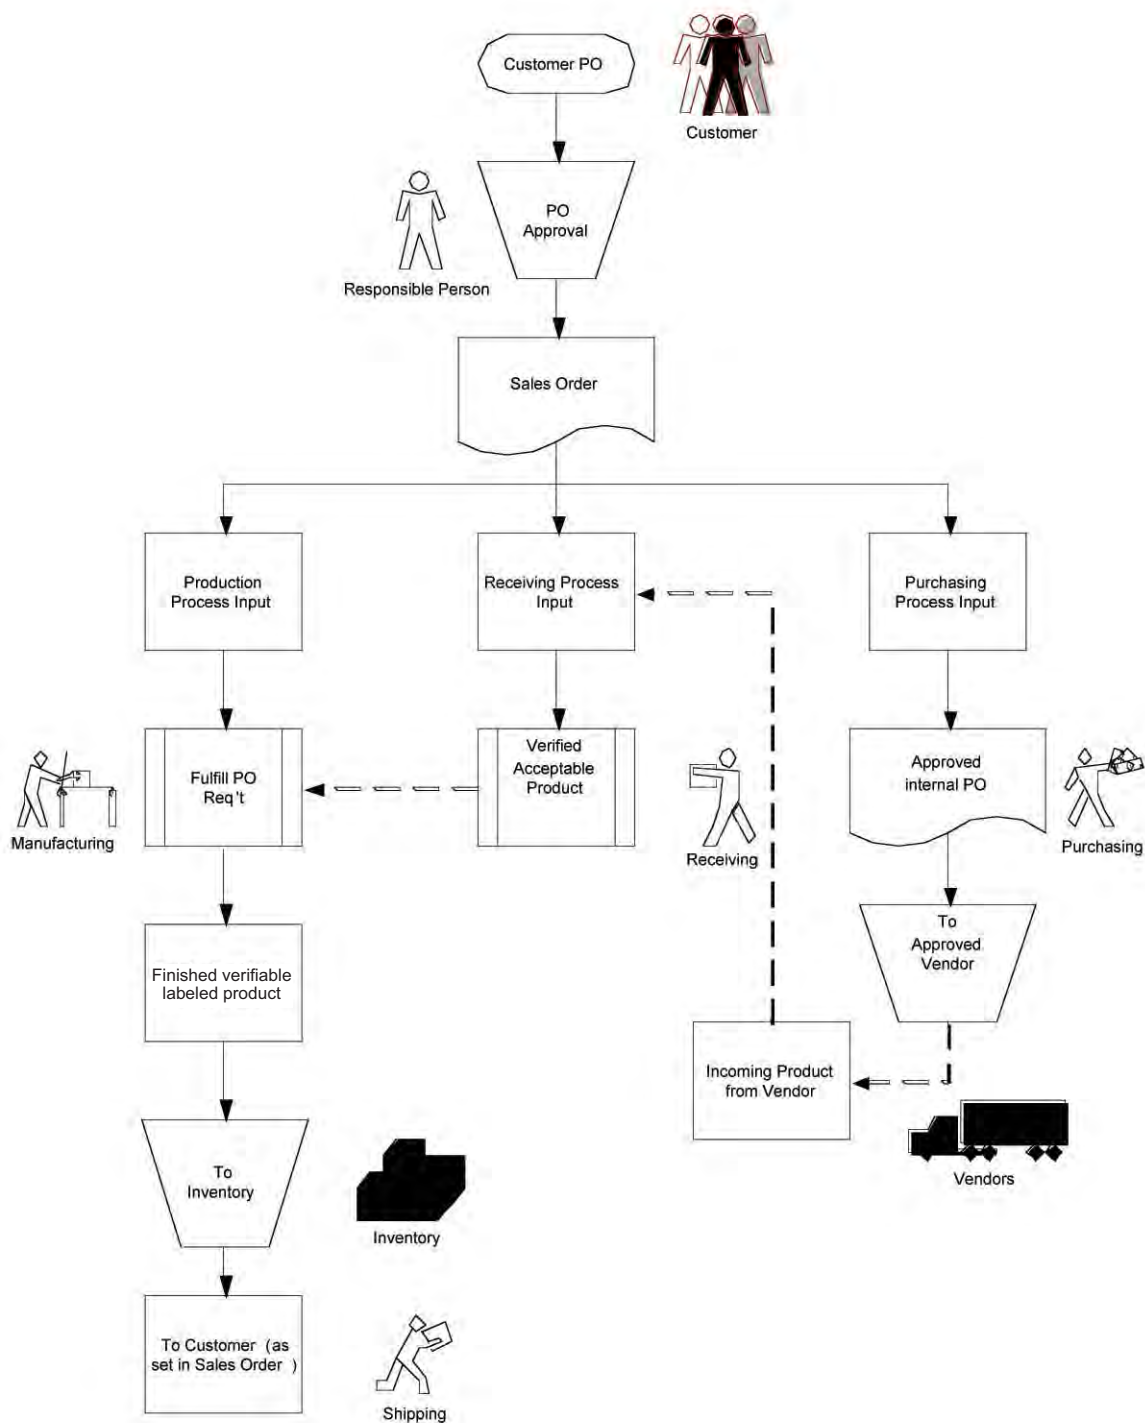 Customer PO
Customer
PO
Approval
Responsible Person
Sales Order
Production
Process Input
Receiving Process
Input
Purchasing
Process Input
Manufacturing
Fulfill PO
Req't
Verified
Acceptable
Product
Receiving
Approved
internal PO
Purchasing
Finished verifiable
labeled product
To
Approved
Vendor
Incoming Product
from Vendor
Vendors
To
Inventory
Inventory
To Customer (as
set in Sales Order )
Shipping